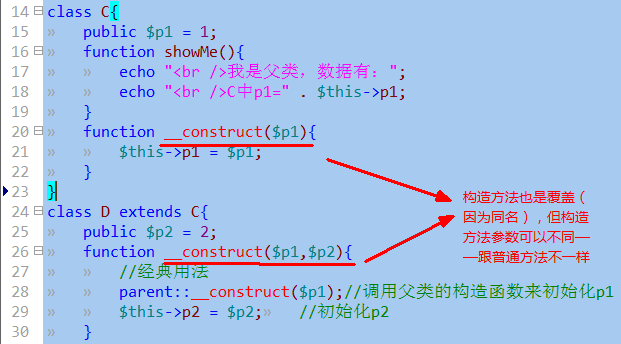 14 class C{
15 » public $p1 = 1;
16 » function showMe(){
17 » » echo "<br />我是父类，数据有：";
18 » » echo "<br />C中p1=" . $this->p1;
19 » }
20 » function __construct($p1){
21 » » $this->p1 = $p1;
22 » }
23 }
24 class D extends C{
25 » public $p2 = 2;
26 » function __construct($p1,$p2){
27 » » //经典用法
28 » » parent::__construct($p1);//调用父类的构造函数来初始化p1
29 » » $this->p2 = $p2;» //初始化p2
30 » }
构造方法也是覆盖（
因为同名），但构造
方法参数可以不同—
—跟普通方法不一样